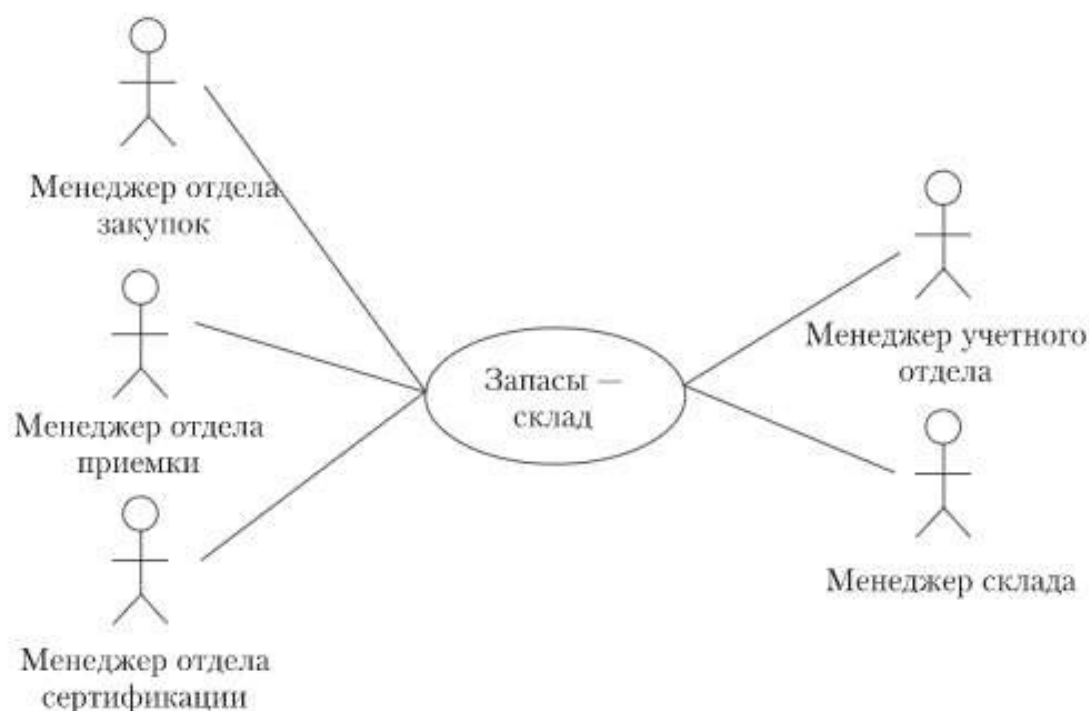 Менеджер отдела
закупок
Менеджер отдела
приемки
Менеджер отдела
сертификации
Запасы —
склад
Менеджер учетного
отдела
Менеджер склада